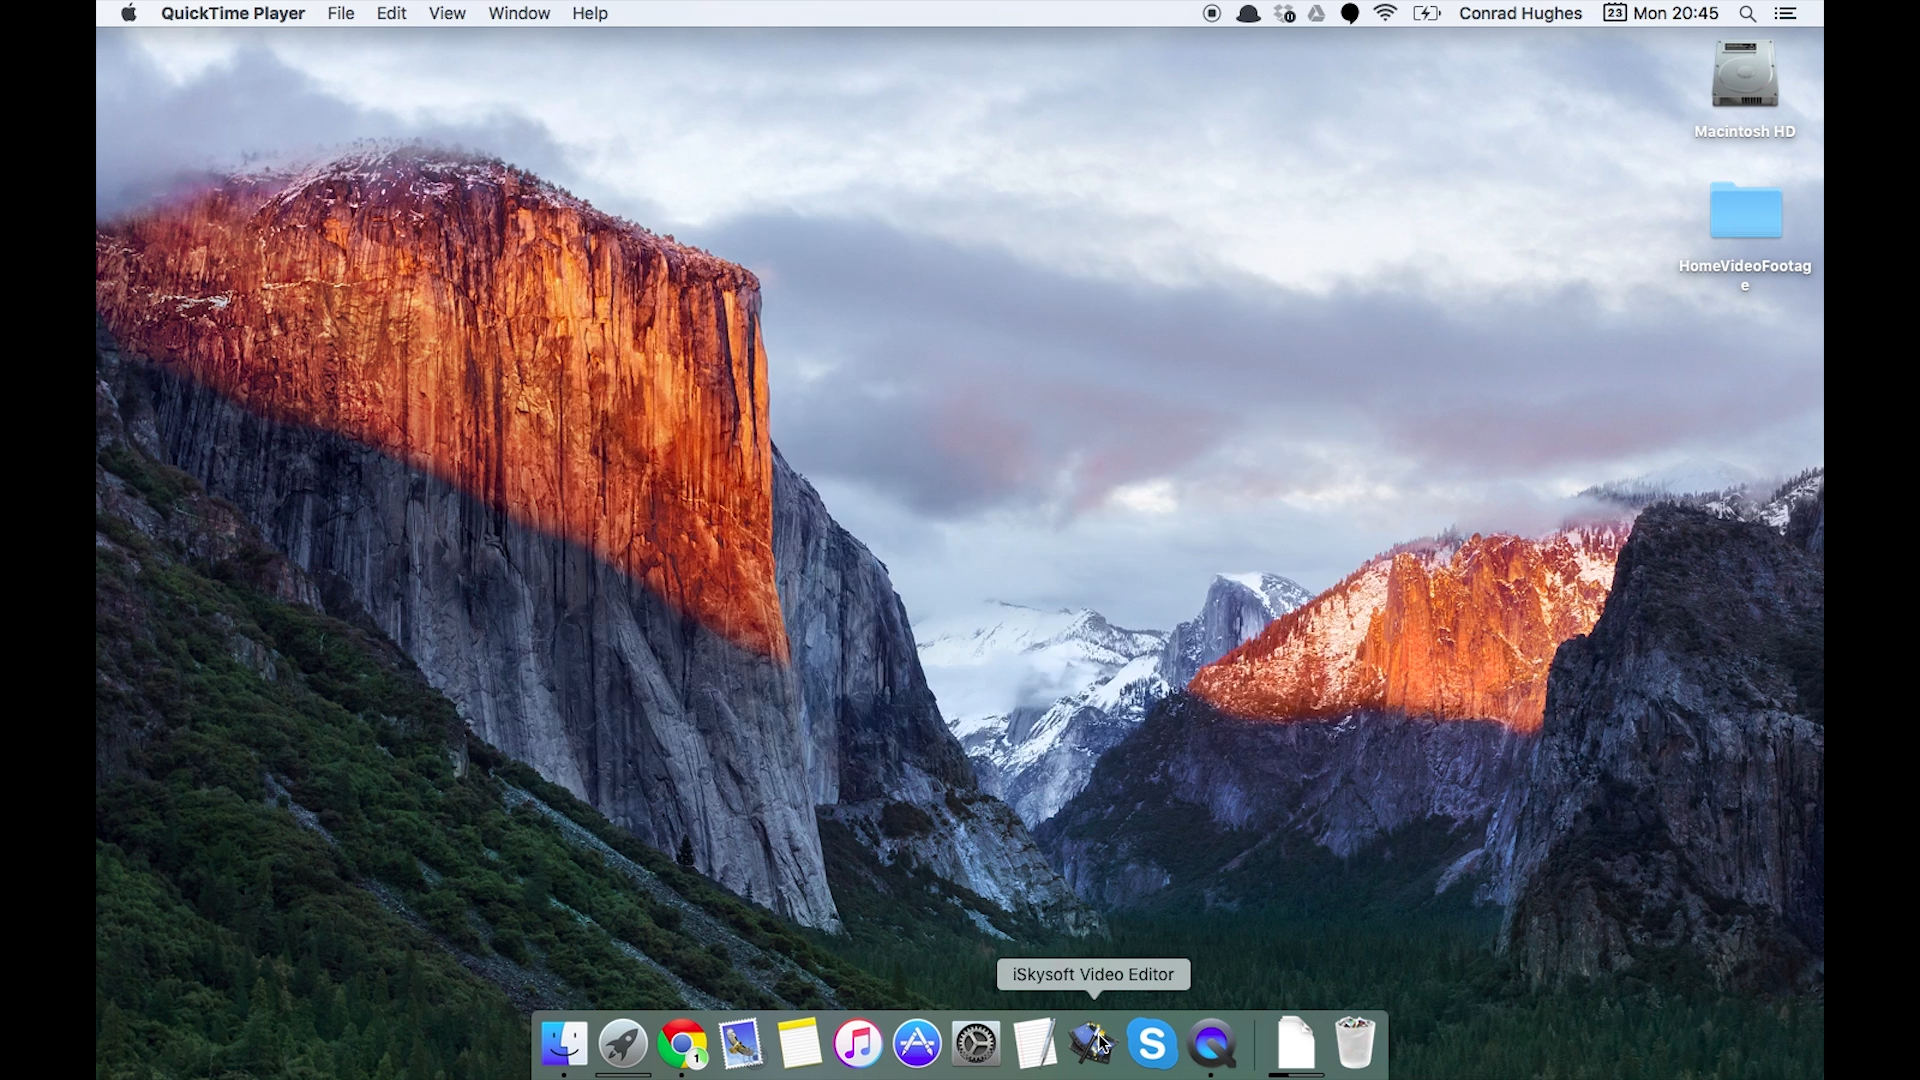 QuickTime Player File Edit View Window Help Conrad Hughes 23 Mon 20:45
Macintosh HD
HomeVideoFootag
e
iSkysoft Video Editor
1